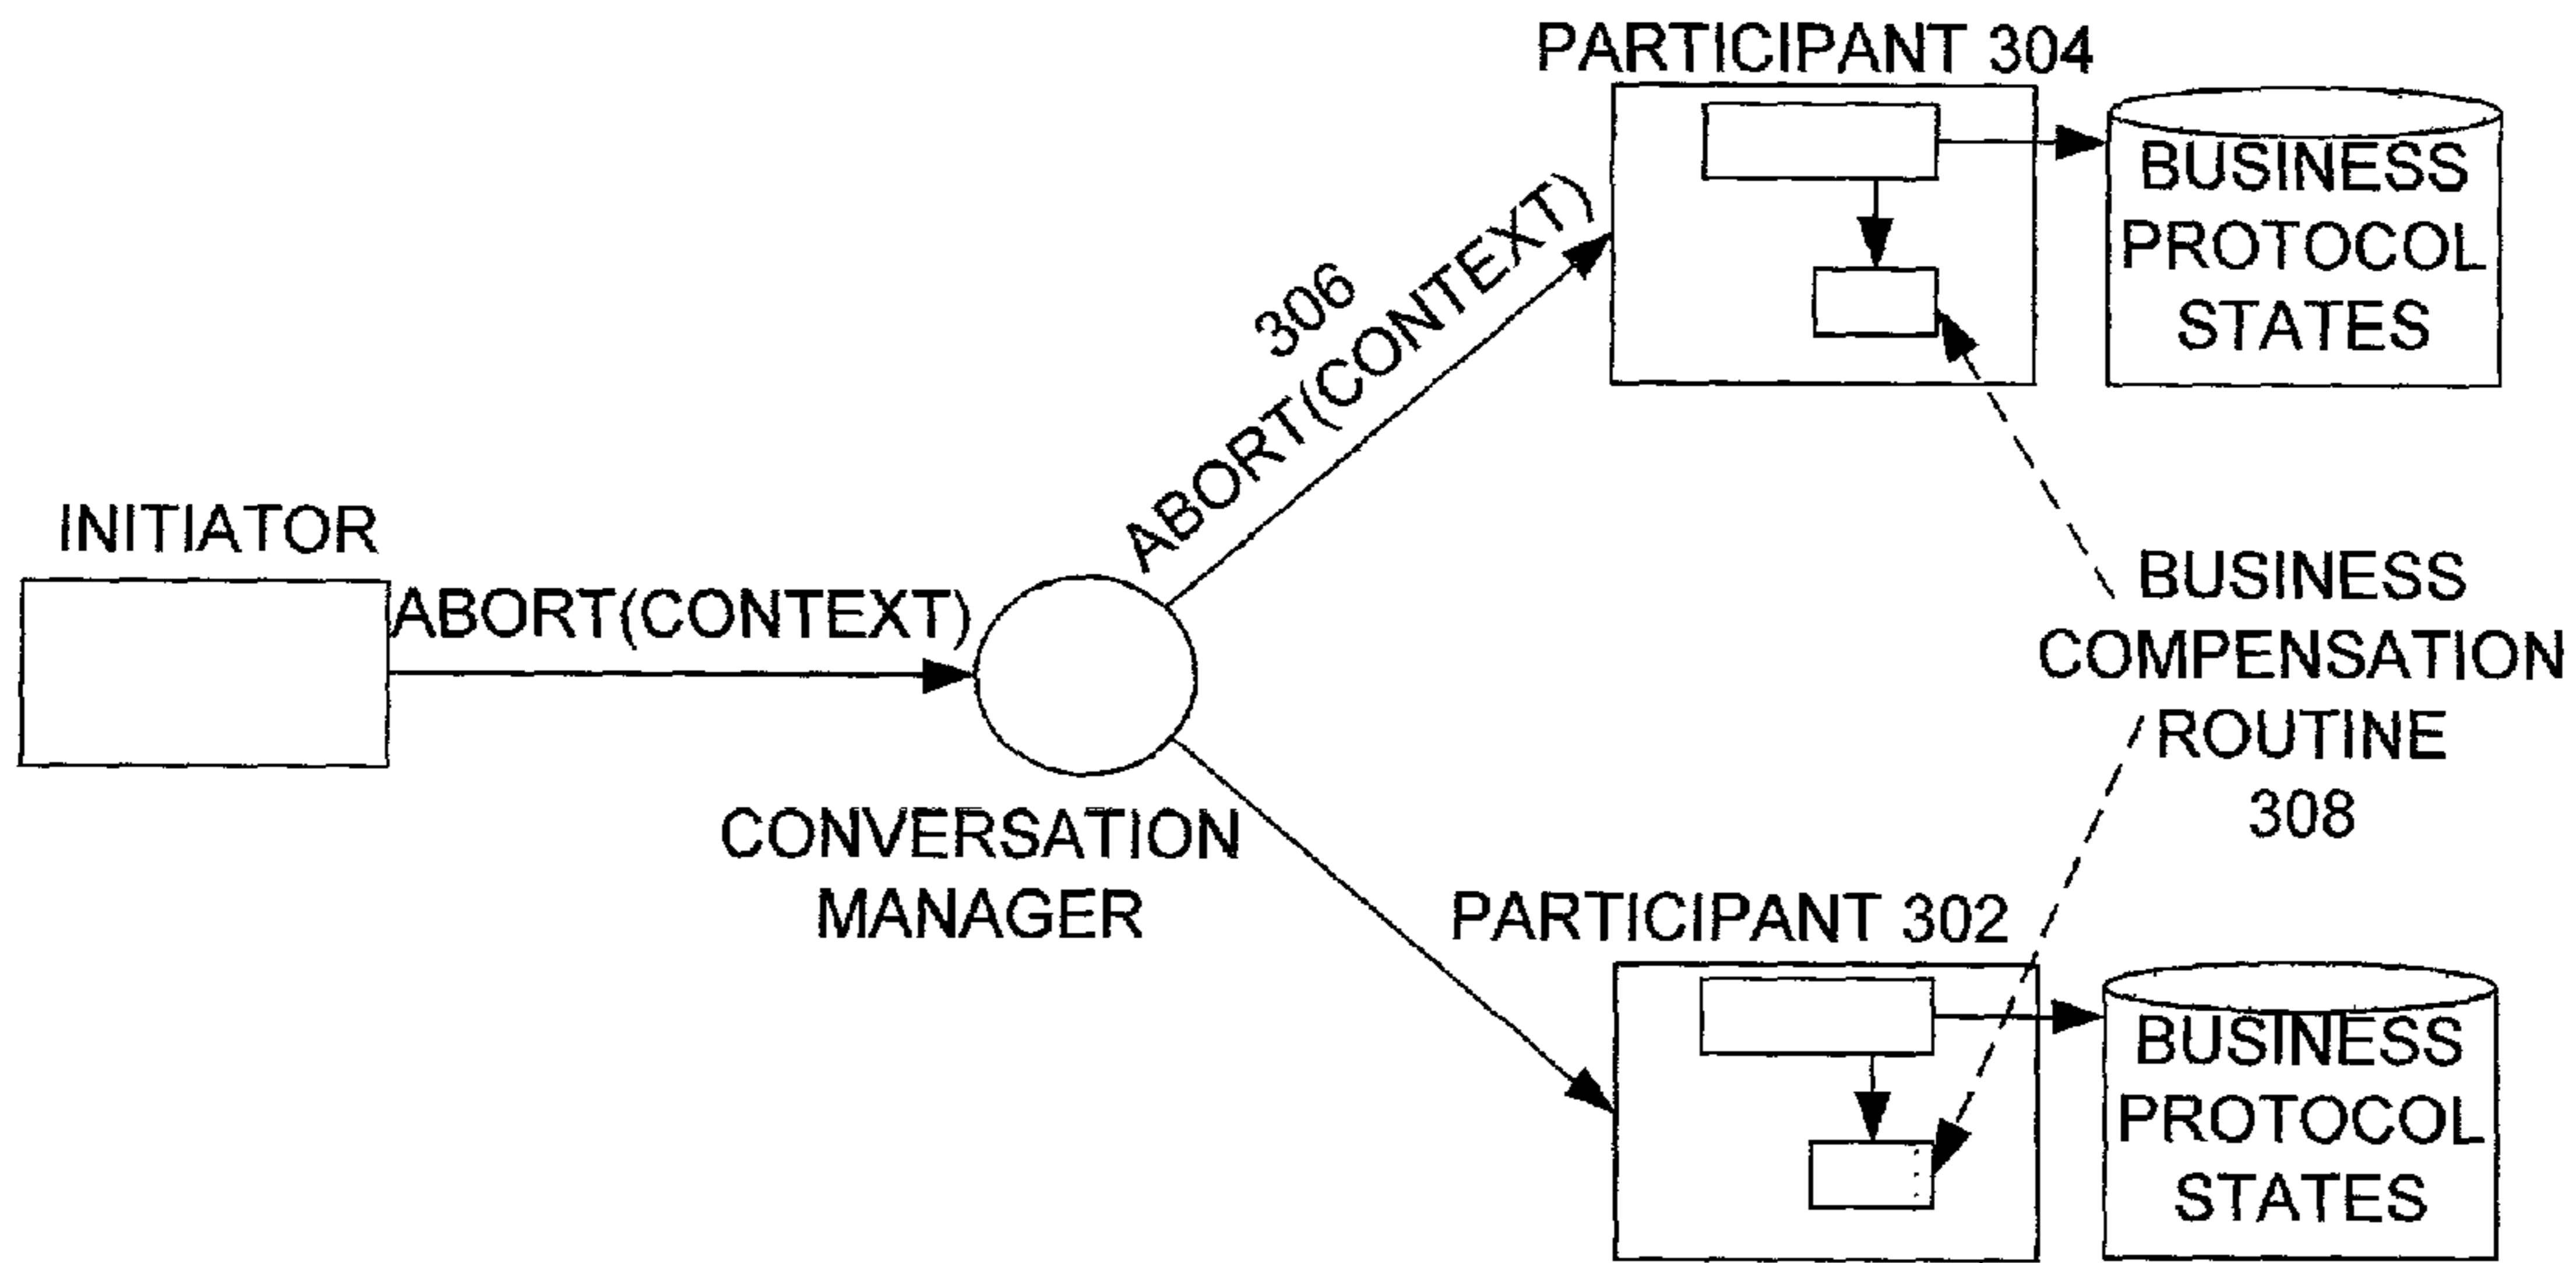 PARTICIPANT 304
BUSINESS
PROTOCOL
STATES
306
ABORT(CONTEXT)
INITIATOR
ABORT(CONTEXT)
CONVERSATION
MANAGER
BUSINESS
COMPENSATION
ROUTINE
308
PARTICIPANT 302
BUSINESS
PROTOCOL
STATES